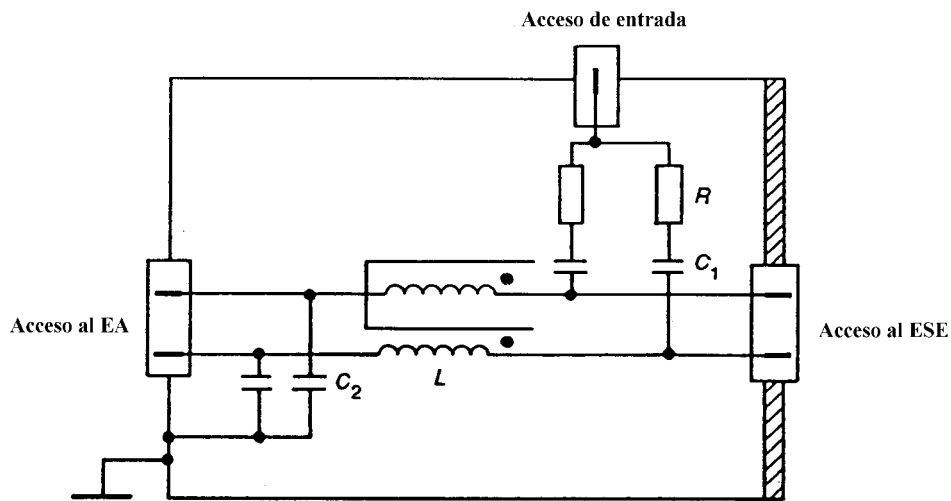 Acceso de entrada
R
C1
Acceso al EA
Acceso al ESE
C2
L